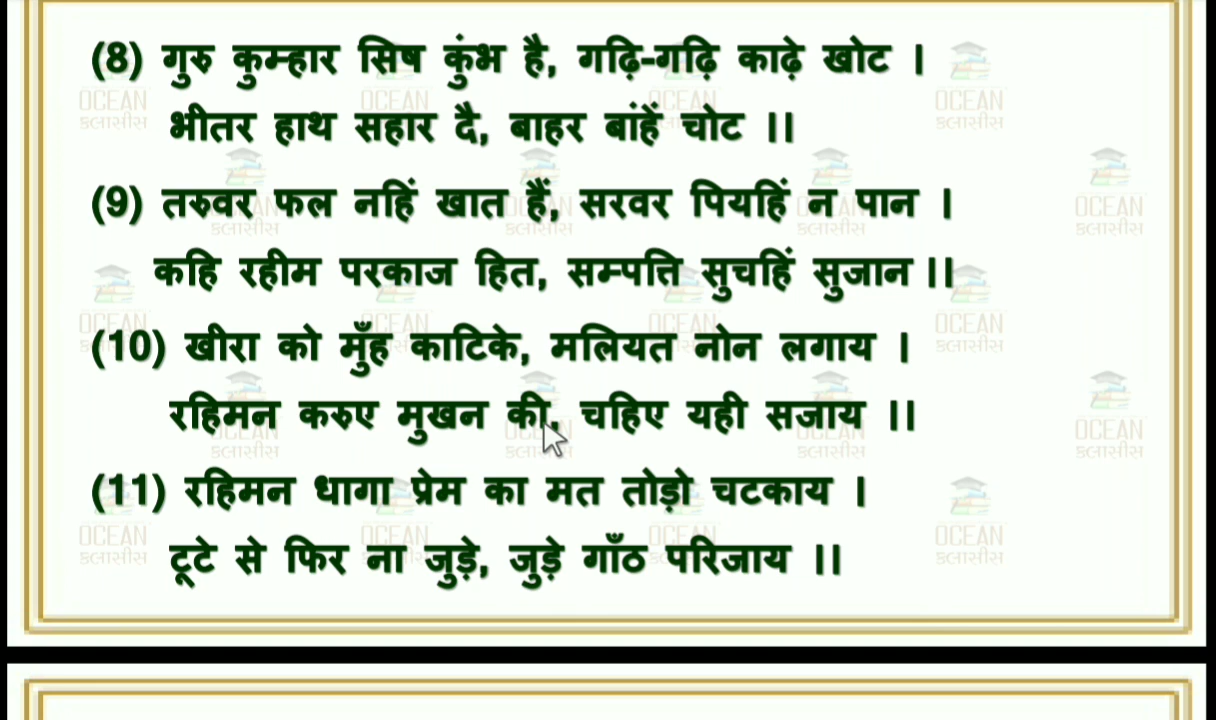 (8) गुरु कुम्हार सिष कुंभ है, गढ़ि-गढ़ि काढ़े खोट ।
भीतर हाथ सहार दै, बाहर बांहें चोट ।।
(9) तरुवर फल नहिं खात हैं, सरवर पियहिं न पान ।
कहि रहीम परकाज हित, सम्पत्ति सुचहिं सुजान ।।
(10) खीरा को मुँह काटिके, मलियत नोन लगाय ।
रहिमन करुए मुखन की, चहिए यही सजाय ।।
(11) रहिमन धागा प्रेम का मत तोड़ो चटकाय ।
टूटे से फिर ना जुड़े, जुड़े गाँठ परिजाय ।।
OCEAN
ક્લાસીસ